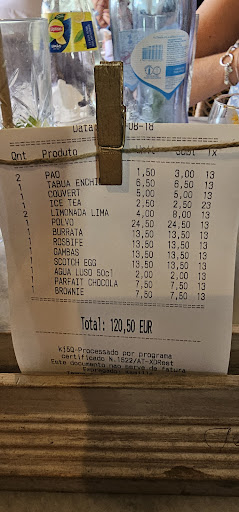 Lipton
08-18
Qnt Produto
2 PAO 1,50 3,00 13
1 TABUA ENCHI 6,50 6,50 13
1 COUVERT 5,00 5,00 13
1 ICE TEA 2,50 2,50 23
2 LIMONADA LIMA 4,00 8,00 13
1 POLVO 24,50 24,50 13
1 BURRATA 13,50 13,50 13
1 ROSBIFE 13,50 13,50 13
1 GAMBAS 13,50 13,50 13
1 SCOTCH EGG 13,50 13,50 13
1 AGUA LUSO 50cl 2,00 2,00 13
1 PARFAIT CHOCOLA 7,50 7,50 13
1 BROWNIE 7,50 7,50 13
Total: 120,50 EUR
Processado por programa
certificado N.1622/AT-XDRest
Este documento nao serve de fatura